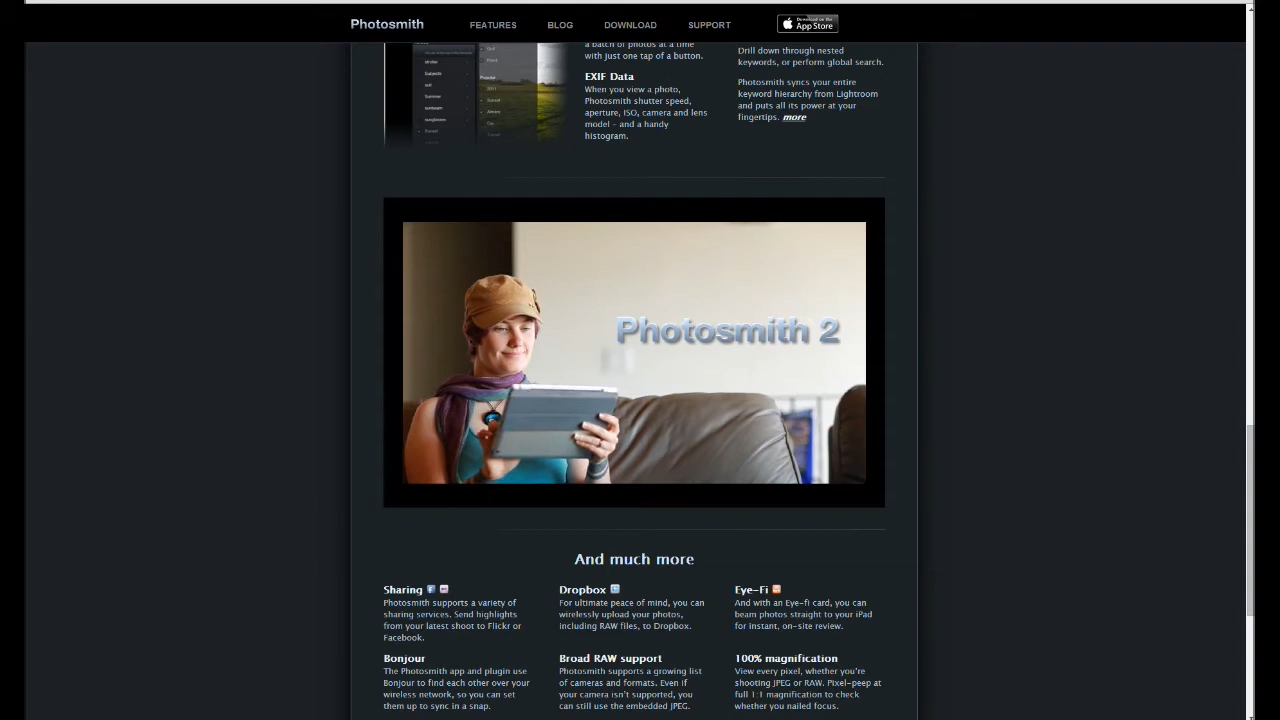 Photosmith
FEATURES
BLOG
DOWNLOAD
SUPPORT
Download on the
App Store
a batch of photos at a time
with just one tap of a button.
EXIF Data
When you view a photo,
Photosmith shutter speed,
aperture, ISO, camera and lens
model - and a handy
histogram.
Drill down through nested
keywords, or perform global search.
Photosmith syncs your entire
keyword hierarchy from Lightroom
and puts all its power at your
fingertips. more
Photosmith 2
And much more
Sharing
Photosmith supports a variety of
sharing services. Send highlights
from your latest shoot to Flickr or
Facebook.
Dropbox
For ultimate peace of mind, you can
wirelessly upload your photos,
including RAW files, to Dropbox.
Eye-Fi
And with an Eye-fi card, you can
beam photos straight to your iPad
for instant, on-site review.
Bonjour
The Photosmith app and plugin use
Bonjour to find each other over your
wireless network, so you can set
them up to sync in a snap.
Broad RAW support
Photosmith supports a growing list
of cameras and formats. Even if
your camera isn't supported, you
can still use the embedded JPEG.
100% magnification
View every pixel, whether you're
shooting JPEG or RAW. Pixel-peep at
full 1:1 magnification to check
whether you nailed focus.